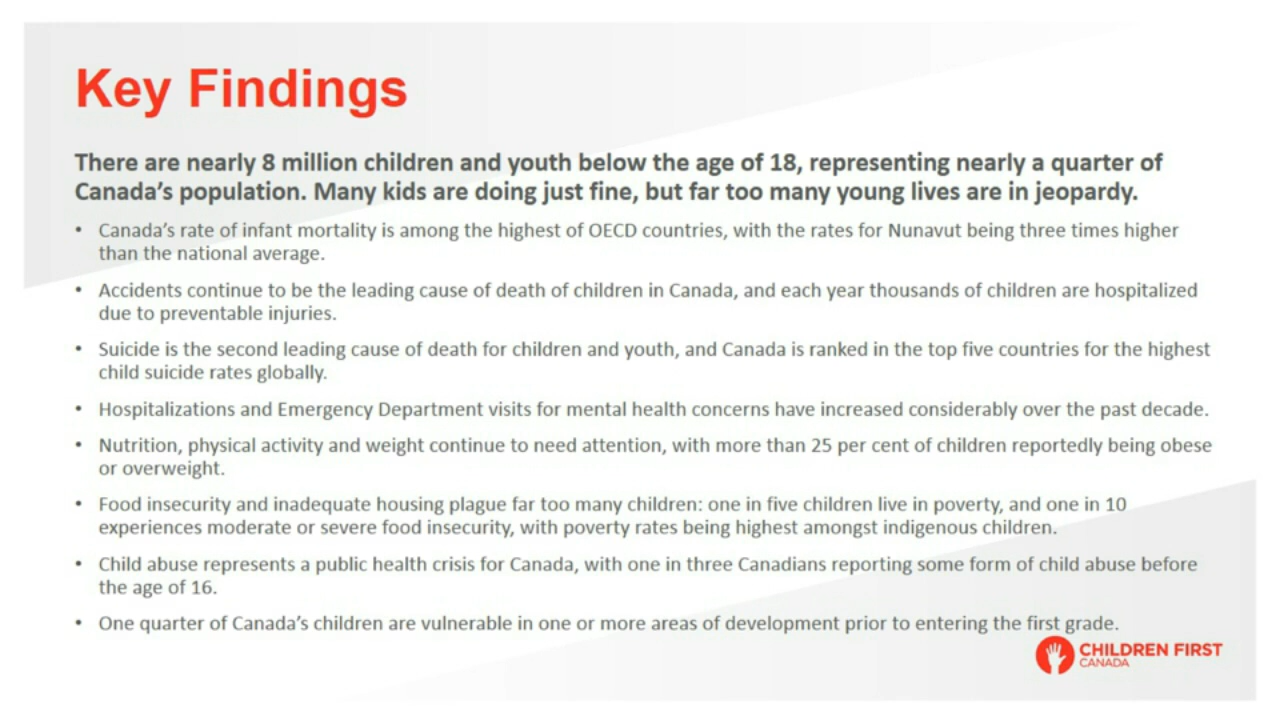 Key Findings
There are nearly 8 million children and youth below the age of 18, representing nearly a quarter of
Canada's population. Many kids are doing just fine, but far too many young lives are in jeopardy.
• Canada's rate of infant mortality is among the highest of OECD countries, with the rates for Nunavut being three times higher
than the national average.
• Accidents continue to be the leading cause of death of children in Canada, and each year thousands of children are hospitalized
due to preventable injuries.
• Suicide is the second leading cause of death for children and youth, and Canada is ranked in the top five countries for the highest
child suicide rates globally.
• Hospitalizations and Emergency Department visits for mental health concerns have increased considerably over the past decade.
• Nutrition, physical activity and weight continue to need attention, with more than 25 per cent of children reportedly being obese
or overweight.
• Food insecurity and inadequate housing plague far too many children: one in five children live in poverty, and one in 10
experiences moderate or severe food insecurity, with poverty rates being highest amongst indigenous children.
• Child abuse represents a public health crisis for Canada, with one in three Canadians reporting some form of child abuse before
the age of 16.
• One quarter of Canada's children are vulnerable in one or more areas of development prior to entering the first grade.
CHILDREN FIRST
CANADA